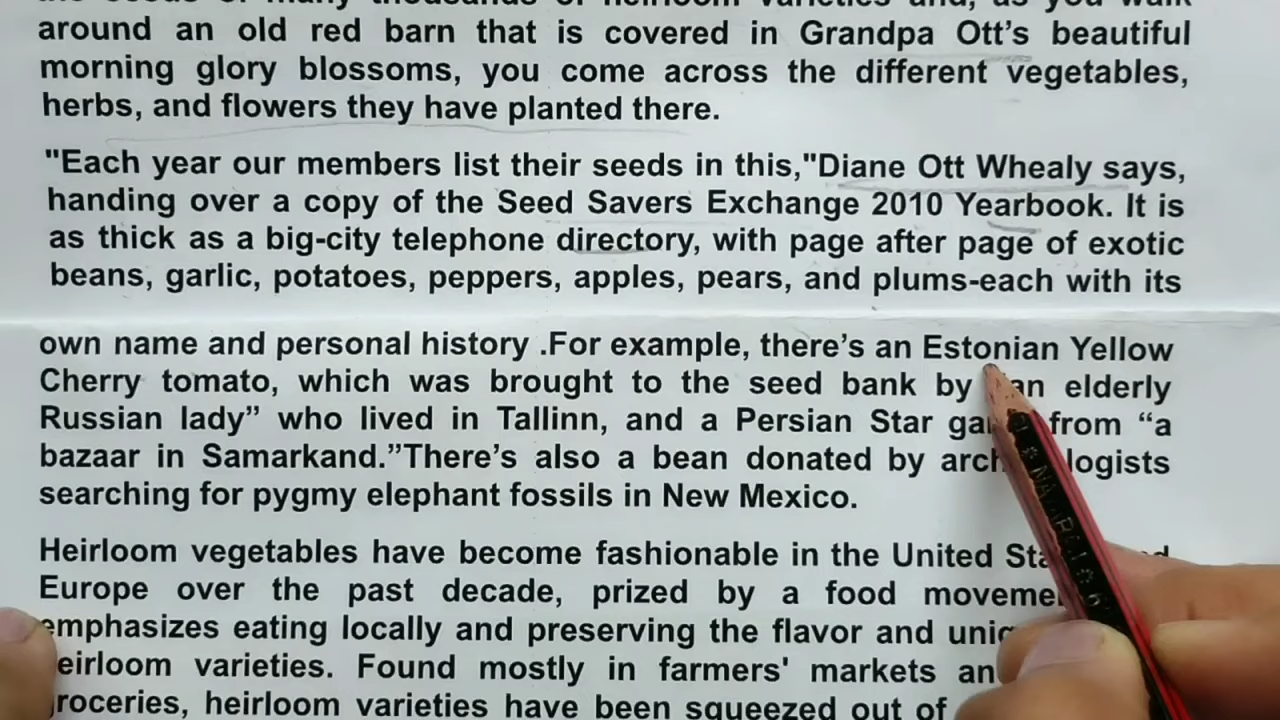 around an old red barn that is covered in Grandpa Ott's beautiful
morning glory blossoms, you come across the different vegetables,
herbs, and flowers they have planted there.
"Each year our members list their seeds in this,"Diane Ott Whealy says,
handing over a copy of the Seed Savers Exchange 2010 Yearbook. It is
as thick as a big-city telephone directory, with page after page of exotic
beans, garlic, potatoes, peppers, apples, pears, and plums-each with its
own name and personal history .For example, there's an Estonian Yellow
Cherry tomato, which was brought to the seed bank by an elderly
Russian lady” who lived in Tallinn, and a Persian Star from “a
bazaar in Samarkand.”There's also a bean donated by
searching for pygmy elephant fossils in New Mexico.
Heirloom vegetables have become fashionable in the United
Europe over the past decade, prized by a food
emphasizes eating locally and preserving the flavor and
heirloom varieties. Found mostly in farmers' markets
groceries, heirloom varieties have been squeezed out of